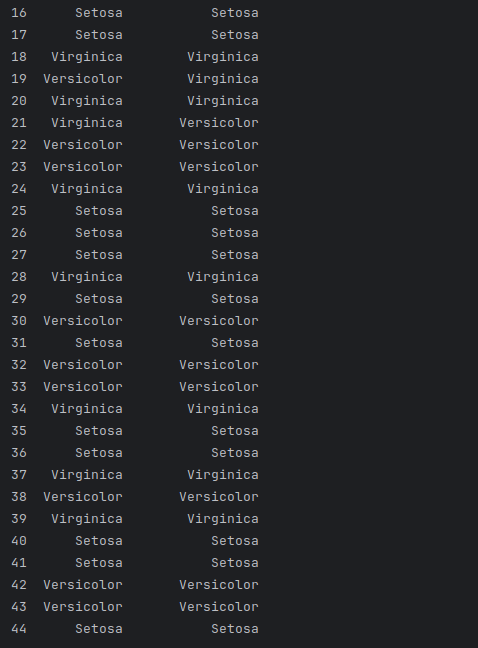 16 Setosa Setosa
17 Setosa Setosa
18 Virginica Virginica
19 Versicolor Virginica
20 Virginica Virginica
21 Virginica Versicolor
22 Versicolor Versicolor
23 Versicolor Versicolor
24 Virginica Virginica
25 Setosa Setosa
26 Setosa Setosa
27 Setosa Setosa
28 Virginica Virginica
29 Setosa Setosa
30 Versicolor Versicolor
31 Setosa Setosa
32 Versicolor Versicolor
33 Versicolor Versicolor
34 Virginica Virginica
35 Setosa Setosa
36 Setosa Setosa
37 Virginica Virginica
38 Versicolor Versicolor
39 Virginica Virginica
40 Setosa Setosa
41 Setosa Setosa
42 Versicolor Versicolor
43 Versicolor Versicolor
44 Setosa Setosa